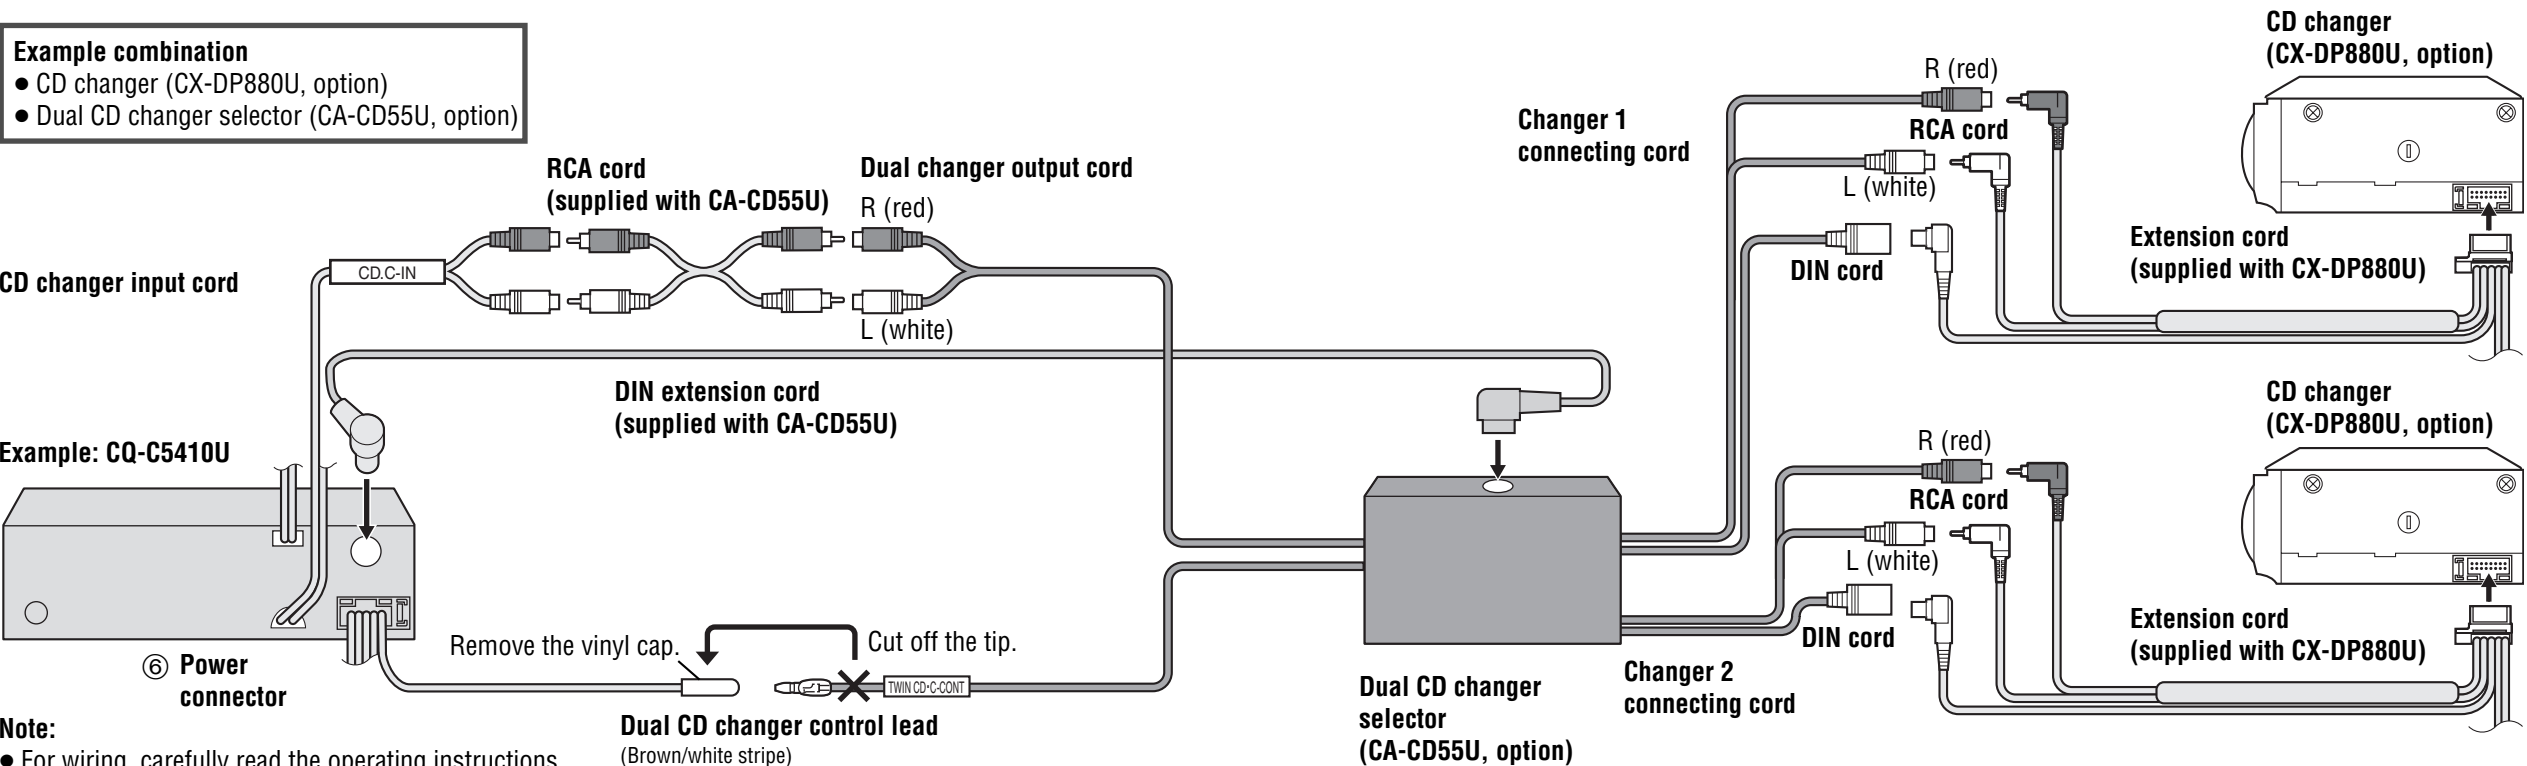 Example combination
● CD changer (CX-DP880U, option)
● Dual CD changer selector (CA-CD55U, option)
RCA cord
(supplied with CA-CD55U)
Dual changer output cord
R (red)
L (white)
CD changer input cord
CD.C-IN
DIN extension cord
(supplied with CA-CD55U)
Example: CQ-C5410U
⑥ Power
connector
Remove the vinyl cap.
Cut off the tip.
TWIN CD•C-CONT
Dual CD changer control lead
(Brown/white stripe)
Note:
● For wiring, carefully read the operating instructions
Changer 1
connecting cord
R (red)
RCA cord
L (white)
DIN cord
CD changer
(CX-DP880U, option)
Extension cord
(supplied with CX-DP880U)
Dual CD changer
selector
(CA-CD55U, option)
Changer 2
connecting cord
R (red)
RCA cord
L (white)
DIN cord
CD changer
(CX-DP880U, option)
Extension cord
(supplied with CX-DP880U)